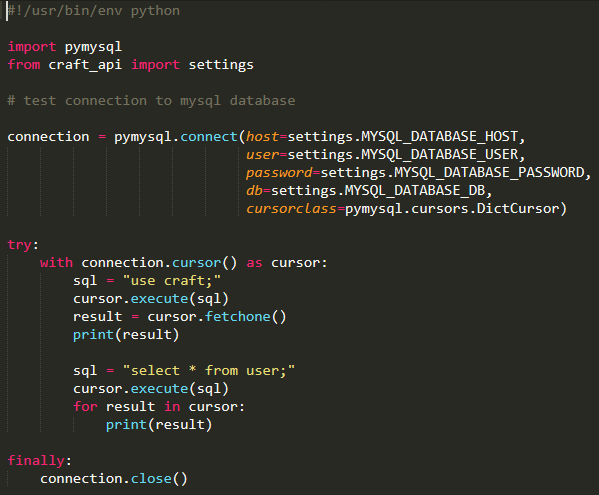 #!/usr/bin/env python

import pymysql
from craft_api import settings

# test connection to mysql database

connection = pymysql.connect(host=settings.MYSQL_DATABASE_HOST,
                             user=settings.MYSQL_DATABASE_USER,
                             password=settings.MYSQL_DATABASE_PASSWORD,
                             db=settings.MYSQL_DATABASE_DB,
                             cursorclass=pymysql.cursors.DictCursor)

try:
    with connection.cursor() as cursor:
        sql = "use craft;"
        cursor.execute(sql)
        result = cursor.fetchone()
        print(result)

        sql = "select * from user;"
        cursor.execute(sql)
        for result in cursor:
            print(result)

finally:
    connection.close()